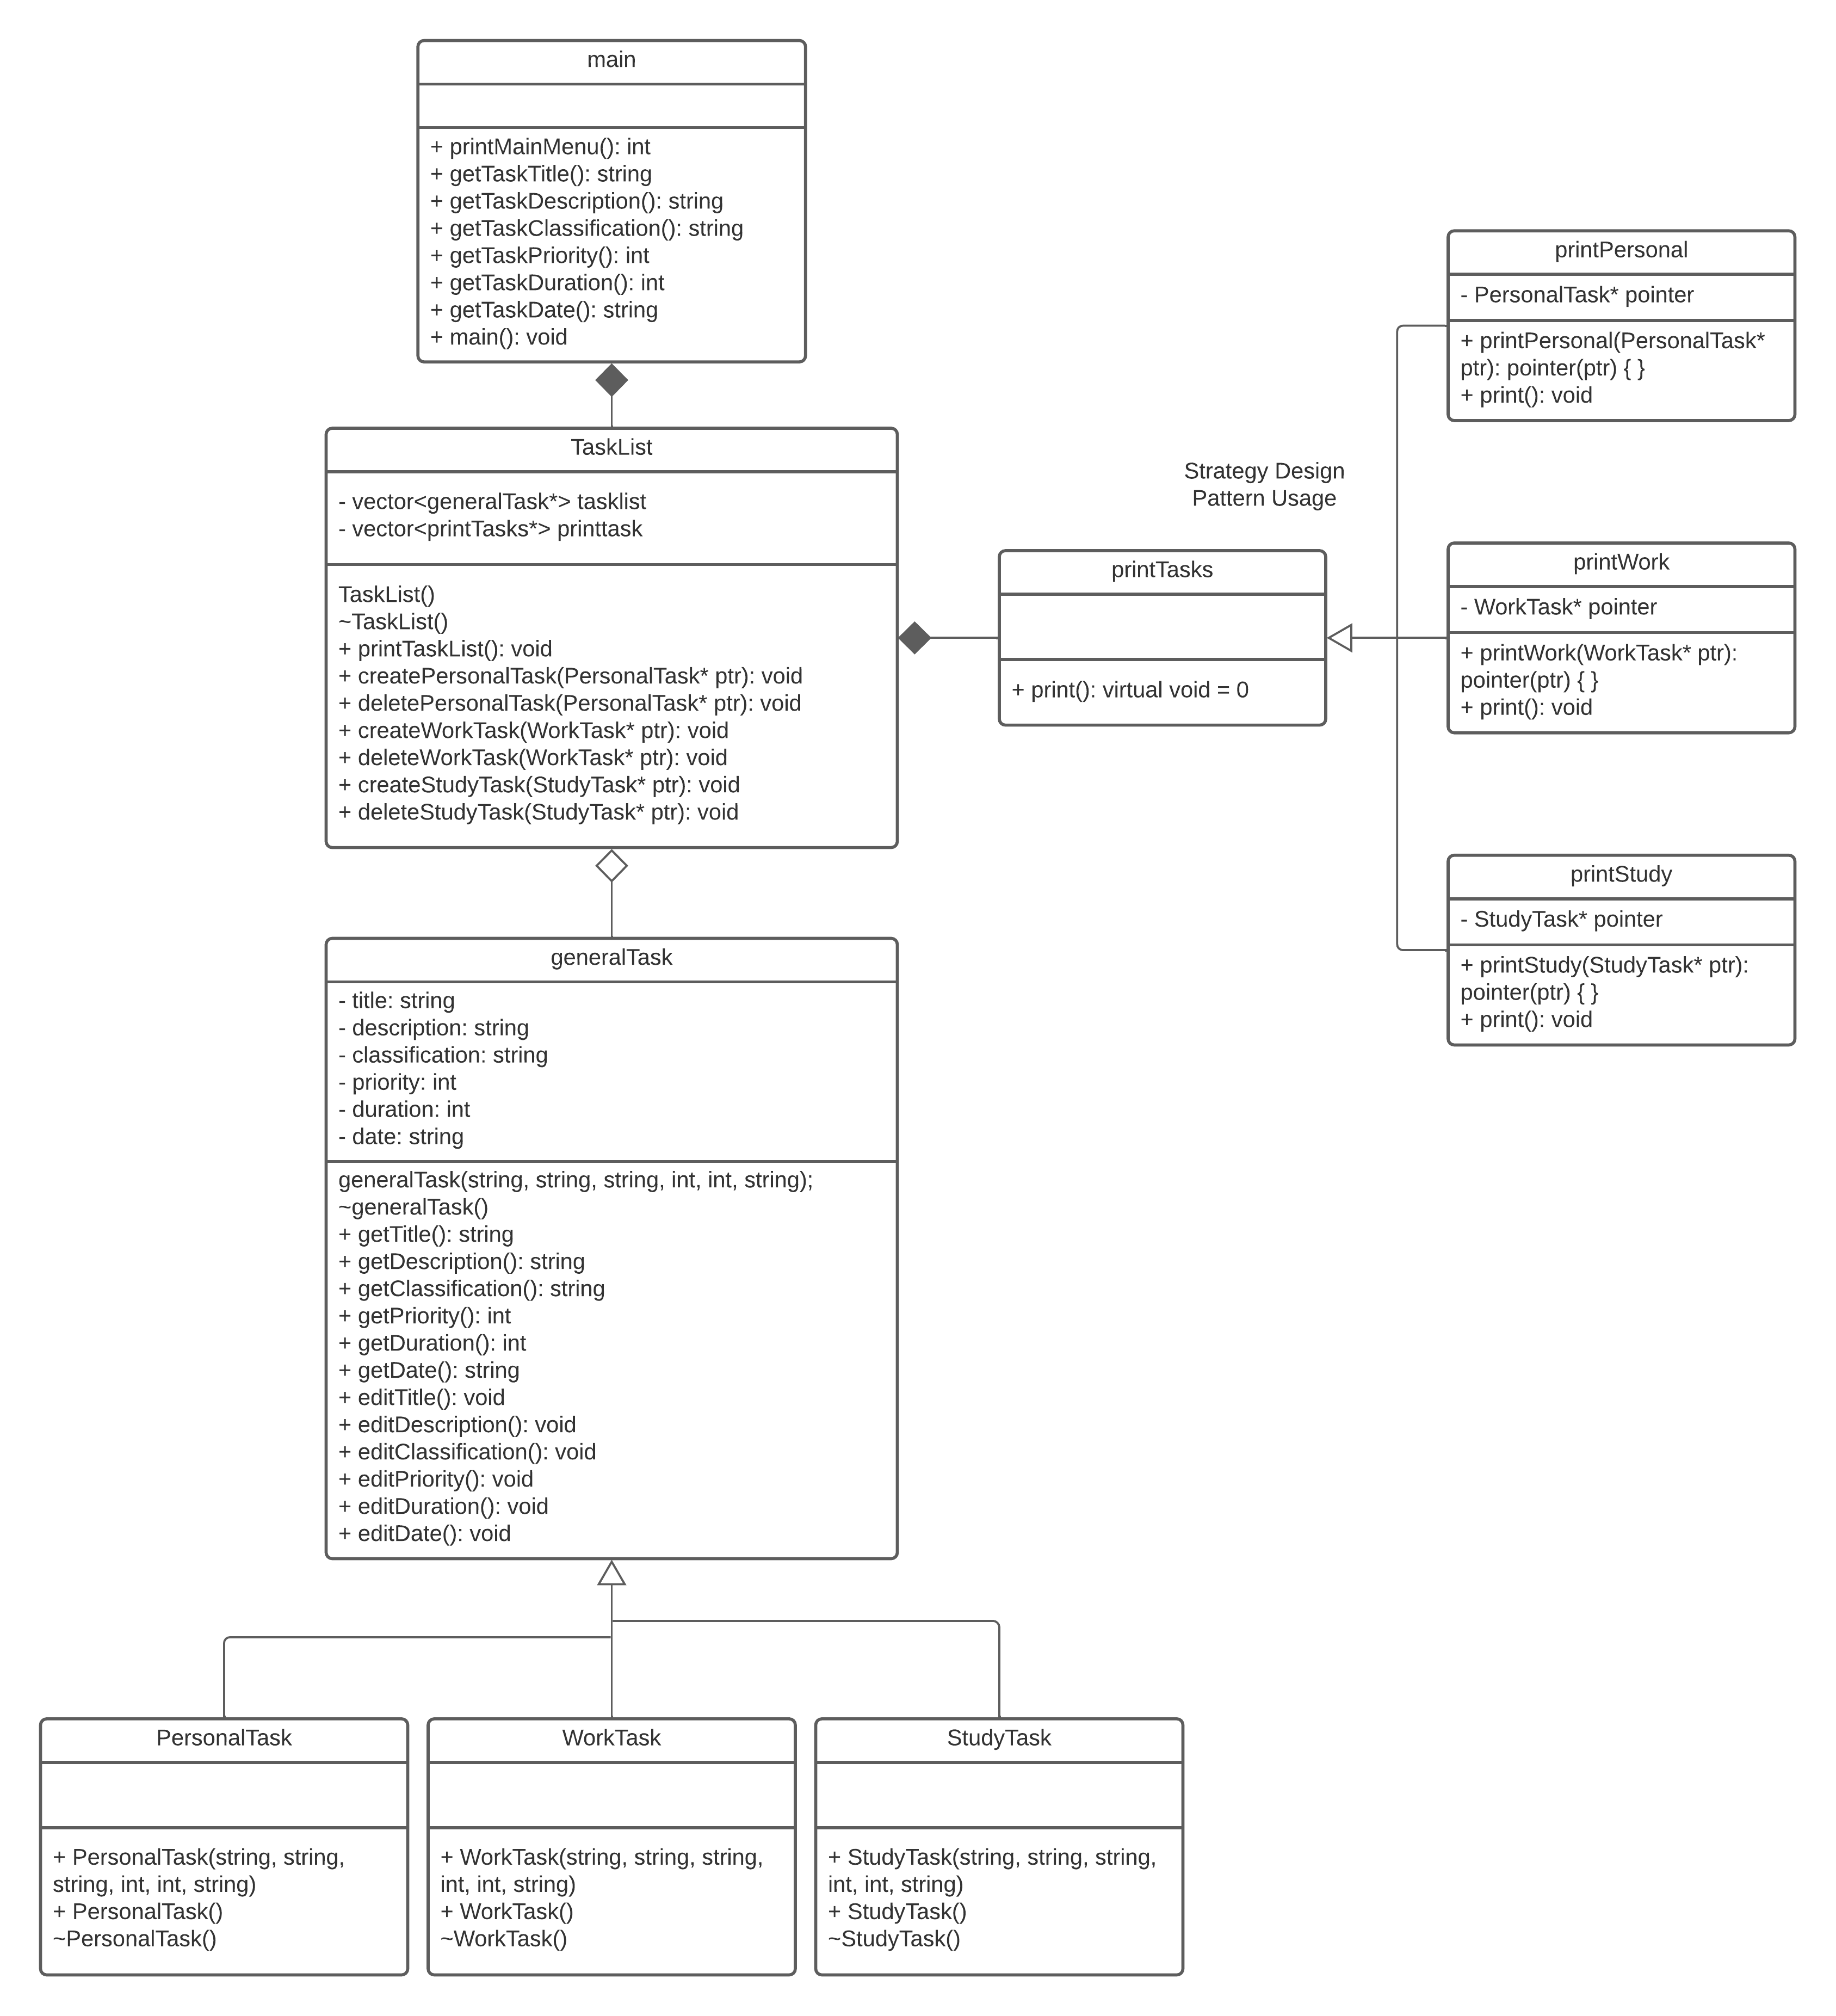 main
+ printMainMenu(): int
+ getTaskTitle(): string
+ getTaskDescription(): string
+ getTaskClassification(): string
+ getTaskPriority(): int
+ getTaskDuration(): int
+ getTaskDate(): string
+ main(): void
TaskList
- vector<generalTask*> tasklist
- vector<printTasks*> printtask
TaskList()
~TaskList()
+ printTaskList(): void
+ createPersonalTask(PersonalTask* ptr): void
+ deletePersonalTask(PersonalTask* ptr): void
+ createWorkTask(WorkTask* ptr): void
+ deleteWorkTask(WorkTask* ptr): void
+ createStudyTask(StudyTask* ptr): void
+ deleteStudyTask(StudyTask* ptr): void
Strategy Design
Pattern Usage
printTasks
+ print(): virtual void = 0
printPersonal
- PersonalTask* pointer
+ printPersonal(PersonalTask*
ptr): pointer(ptr) { }
+ print(): void
printWork
- WorkTask* pointer
+ printWork(WorkTask* ptr):
pointer(ptr) { }
+ print(): void
printStudy
- StudyTask* pointer
+ printStudy(StudyTask* ptr):
pointer(ptr) { }
+ print(): void
generalTask
- title: string
- description: string
- classification: string
- priority: int
- duration: int
- date: string
generalTask(string, string, string, int, int, string);
~generalTask()
+ getTitle(): string
+ getDescription(): string
+ getClassification(): string
+ getPriority(): int
+ getDuration(): int
+ getDate(): string
+ editTitle(): void
+ editDescription(): void
+ editClassification(): void
+ editPriority(): void
+ editDuration(): void
+ editDate(): void
PersonalTask
+ PersonalTask(string, string,
string, int, int, string)
+ PersonalTask()
~PersonalTask()
WorkTask
+ WorkTask(string, string, string,
int, int, string)
+ WorkTask()
~WorkTask()
StudyTask
+ StudyTask(string, string, string,
int, int, string)
+ StudyTask()
~StudyTask()